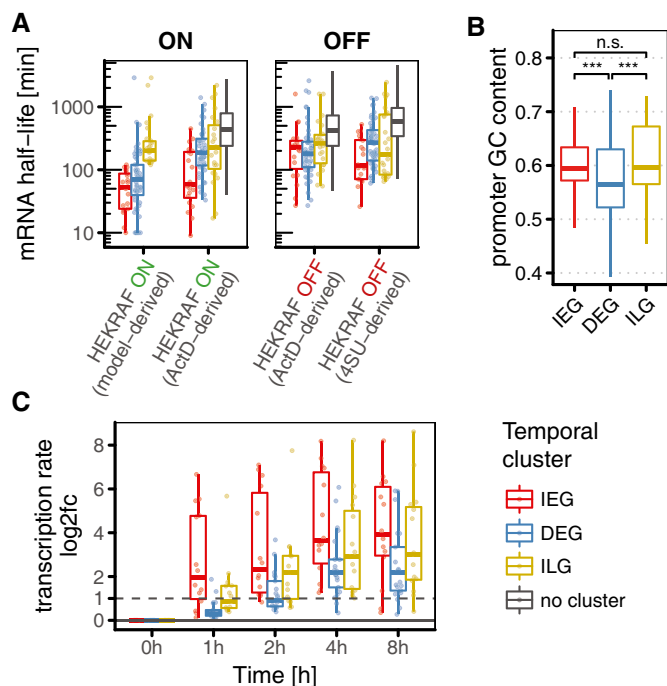 A
ON
OFF
mRNA half−life [min]
1000
100
10
HEKRAF ON
(model−derived)
HEKRAF ON
(ActD−derived)
HEKRAF OFF
(ActD−derived)
HEKRAF OFF
(4SU−derived)
B
n.s.
*** ***
promoter GC content
0.8
0.7
0.6
0.5
0.4
IEG
DEG
ILG
C
transcription rate
log2fc
8
6
4
2
1
0
0h 1h 2h 4h 8h
Time [h]
Temporal
cluster
IEG
DEG
ILG
no cluster